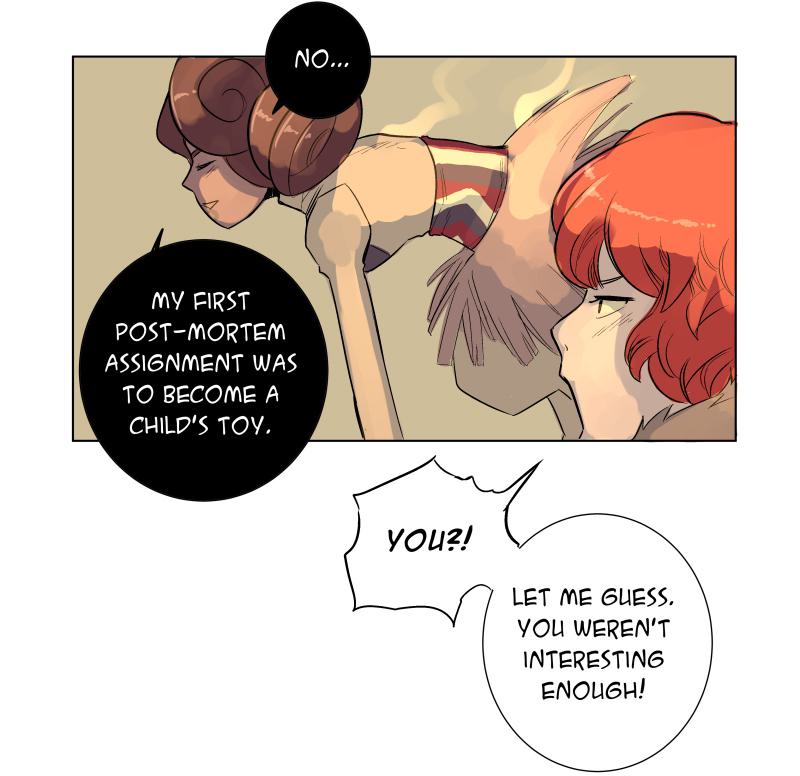 NO...
MY FIRST
POST-MORTEM
ASSIGNMENT WAS
TO BECOME A
CHILD'S TOY.
YOU?!
LET ME GUESS.
YOU WEREN'T
INTERESTING
ENOUGH!